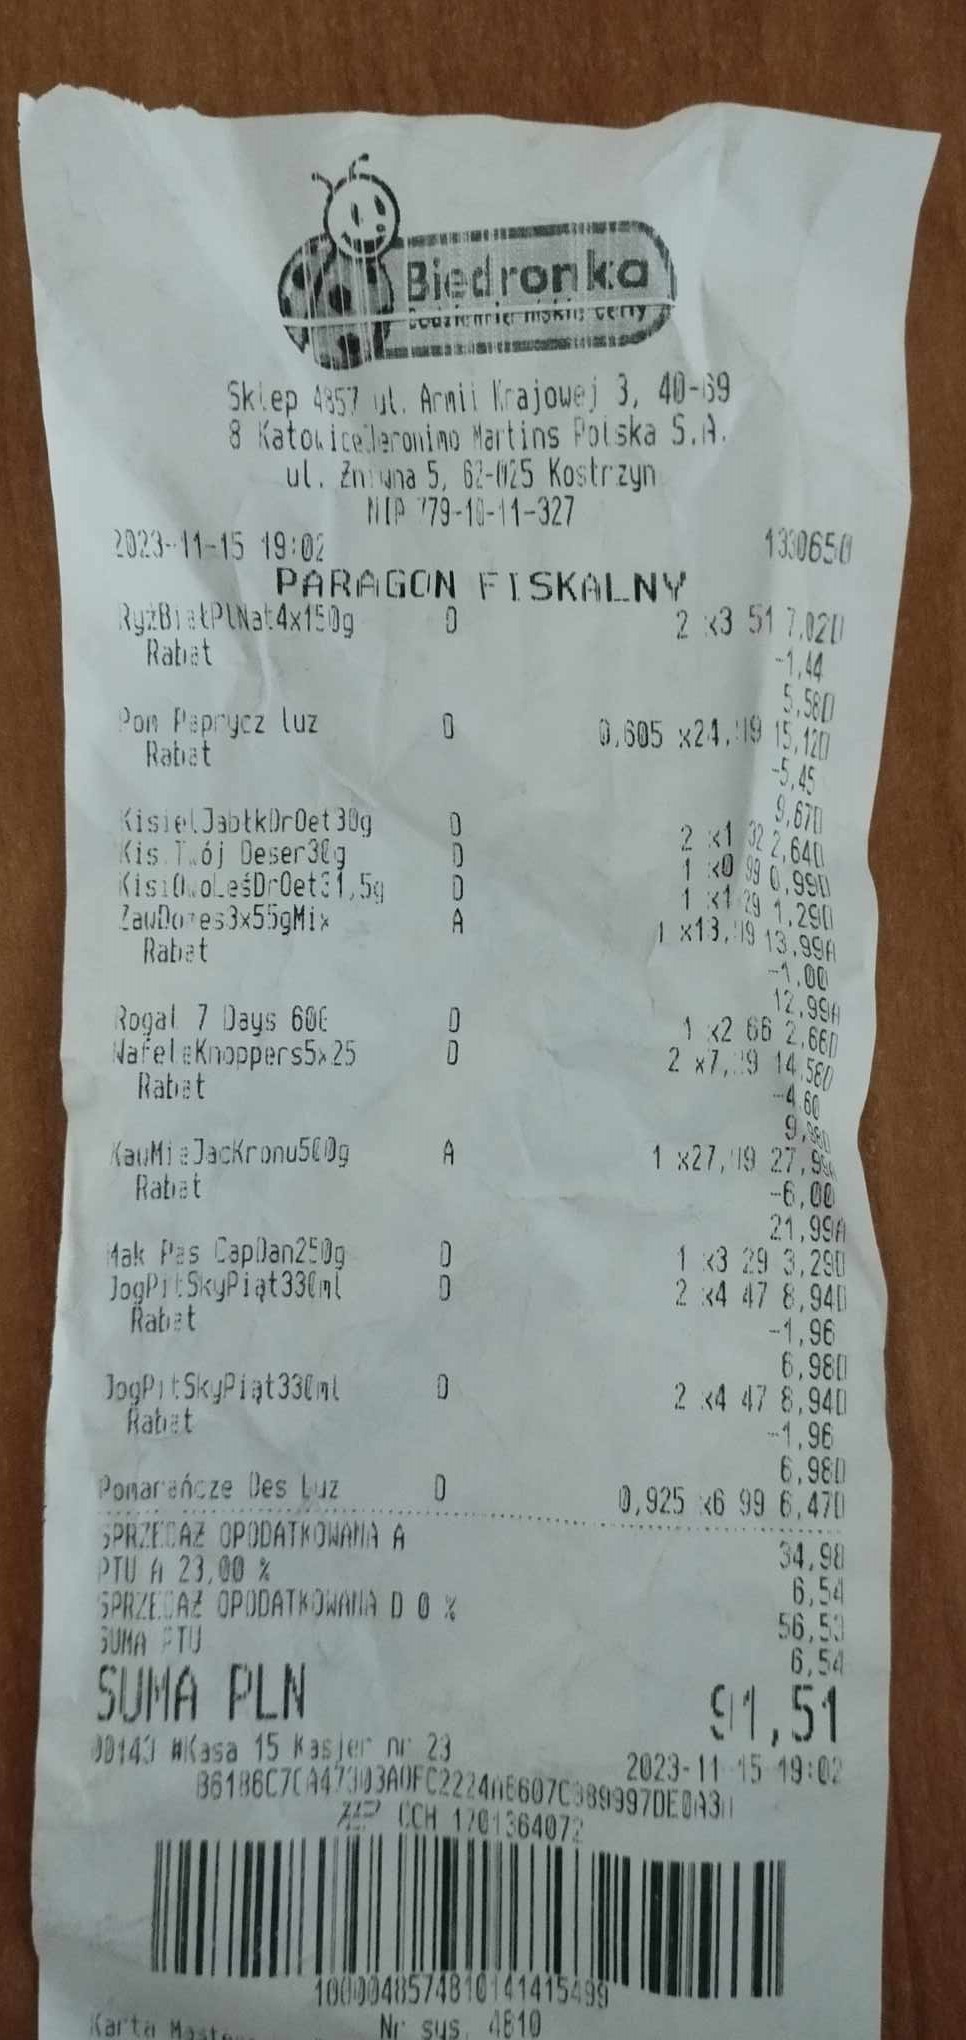 Biedronka
Codziennie niskie ceny
Sklep 4857 ul. Armii Krajowej 3, 40-69
8 KatowiceJeronimo Martins Polska S.A.
ul. Żniwna 5, 62-025 Kostrzyn
NIP 779-10-11-327
2023-11-15 19:02 1330650
PARAGON FISKALNY
RyżBiałPlNat4x150g D 2 x3 51 7,02D
Rabat -1,44
5,58D
Pom Paprycz luz D 0,605 x24,99 15,12D
Rabat -5,45
9,67D
KisielJabłkDrOet30g D 2 x1 32 2,64D
Kis Twój Deser30g D 1 x0 99 0,99D
KisiOwoLeśDrOet31,5g D 1 x1 29 1,29D
ZawDozes3x55gMix A 1 x13,99 13,99A
Rabat -1,00
12,99A
Rogal 7 Days 60G D 1 x2 66 2,66D
WafeleKnoppers5x25 D 2 x7,29 14,58D
Rabat -4,60
9,98D
KawMieJacKronu500g A 1 x27,99 27,99A
Rabat -6,00
21,99A
Mak Pas CapDan250g D 1 x3 29 3,29D
JogPitSkyPiąt330ml D 2 x4 47 8,94D
Rabat -1,96
6,98D
JogPitSkyPiąt330ml D 2 x4 47 8,94D
Rabat -1,96
6,98D
Pomarańcze Des Luz D 0,925 x6 99 6,47D
SPRZEDAŻ OPODATKOWANA A 34,98
PTU A 23,00 % 6,54
SPRZEDAŻ OPODATKOWANA D 0 % 56,53
SUMA PTU 6,54
SUMA PLN 91,51
00143 #Kasa 15 Kasjer nr 23 2023-11-15 19:02
CCH 1701364072
Karta Nr sys. 4810